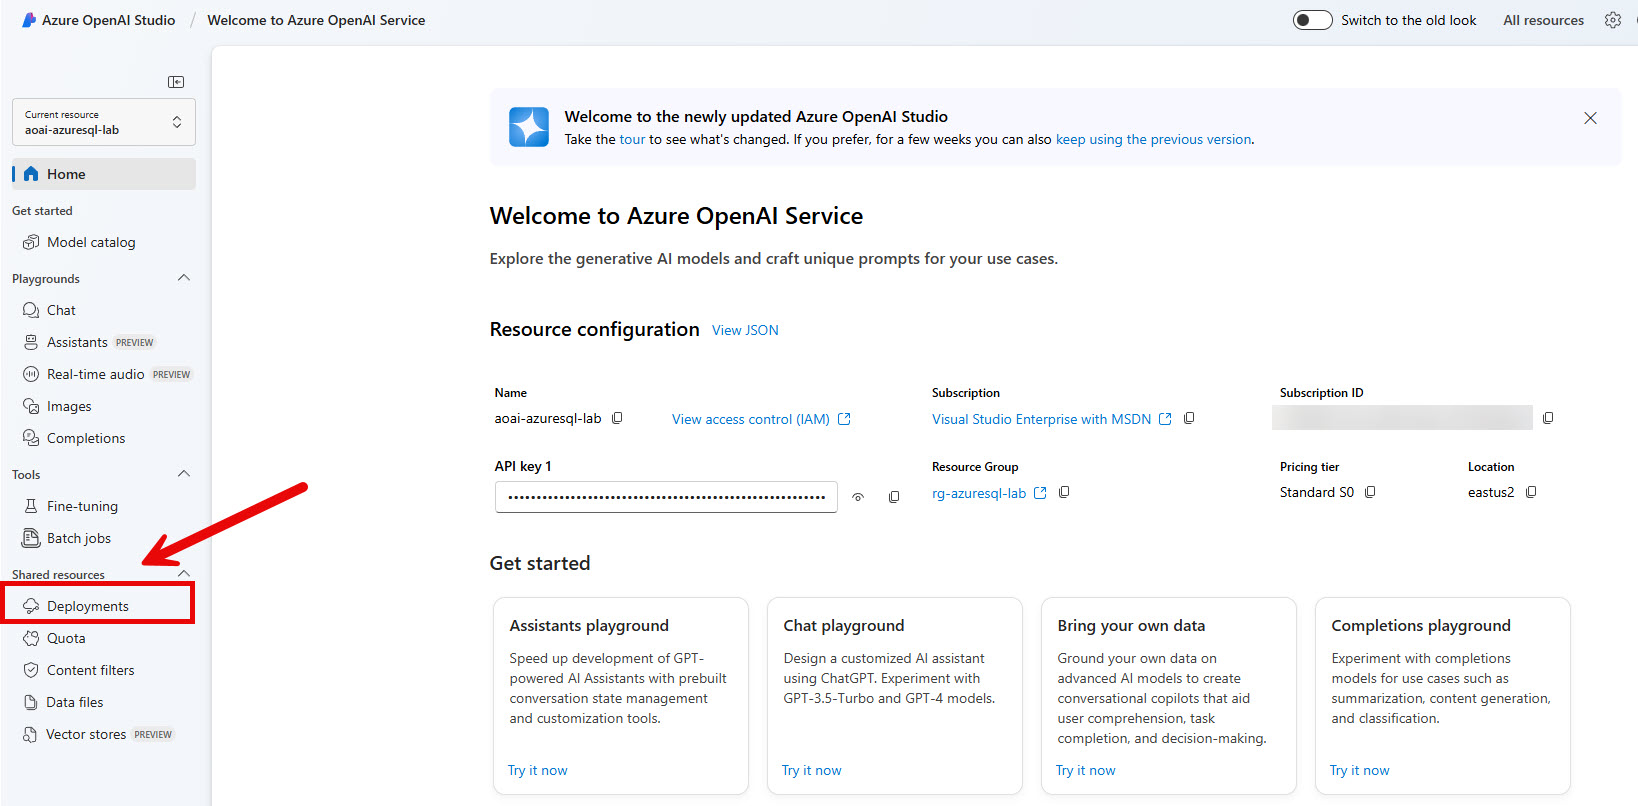 Azure OpenAI Studio / Welcome to Azure OpenAI Service
Switch to the old look
All resources
Current resource
aoai-azuresql-lab
Home
Get started
Model catalog
Playgrounds
Chat
Assistants PREVIEW
Real-time audio PREVIEW
Images
Completions
Tools
Fine-tuning
Batch jobs
Shared resources
Deployments
Quota
Content filters
Data files
Vector stores PREVIEW
Welcome to the newly updated Azure OpenAI Studio
Take the tour to see what's changed. If you prefer, for a few weeks you can also keep using the previous version.
Welcome to Azure OpenAI Service
Explore the generative AI models and craft unique prompts for your use cases.
Resource configuration View JSON
Name
aoai-azuresql-lab
View access control (IAM)
Subscription
Visual Studio Enterprise with MSDN
Subscription ID
API key 1
Resource Group
rg-azuresql-lab
Pricing tier
Standard S0
Location
eastus2
Get started
Assistants playground
Speed up development of GPT-
powered AI Assistants with prebuilt
conversation state management
and customization tools.
Try it now
Chat playground
Design a customized AI assistant
using ChatGPT. Experiment with
GPT-3.5-Turbo and GPT-4 models.
Try it now
Bring your own data
Ground your own data on
advanced AI models to create
conversational copilots that aid
user comprehension, task
completion, and decision-making.
Try it now
Completions playground
Experiment with completions
models for use cases such as
summarization, content generation,
and classification.
Try it now